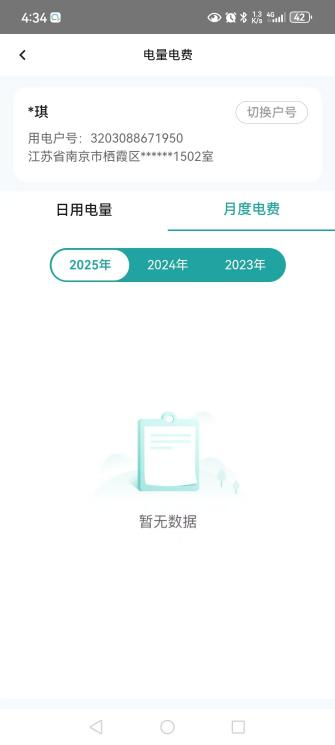 4:34 1.3 K/s 4G 42
电量电费
*琪 切换户号
用电户号：3203088671950
江苏省南京市栖霞区******1502室
日用电量 月度电费
2025年 2024年 2023年
暂无数据